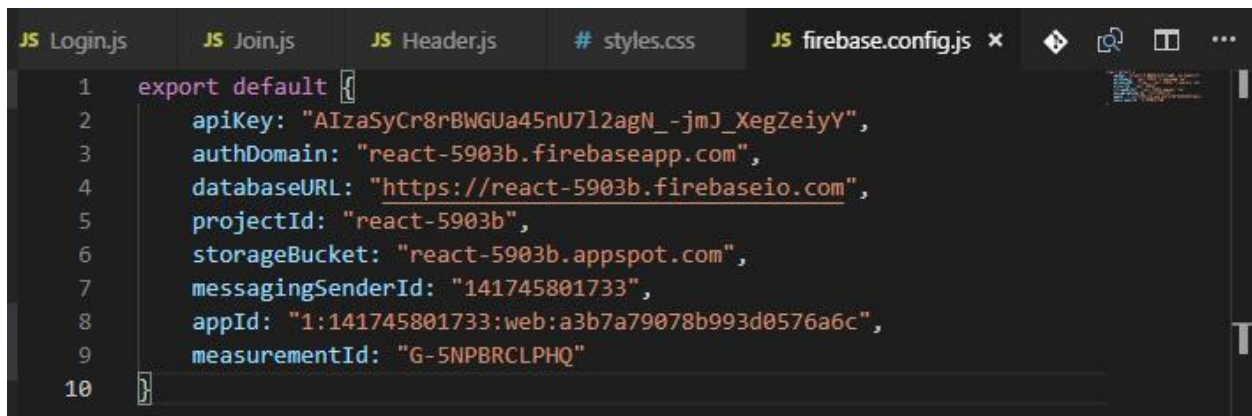 JS Login.js JS Join.js JS Header.js # styles.css JS firebase.config.js ×
1 export default {
2 apiKey: "AIzaSyCr8rBWGUa45nU7l2agN_-jmJ_XegZeiyY",
3 authDomain: "react-5903b.firebaseapp.com",
4 databaseURL: "https://react-5903b.firebaseio.com",
5 projectId: "react-5903b",
6 storageBucket: "react-5903b.appspot.com",
7 messagingSenderId: "141745801733",
8 appId: "1:141745801733:web:a3b7a79078b993d0576a6c",
9 measurementId: "G-5NPBRCLPHQ"
10 }